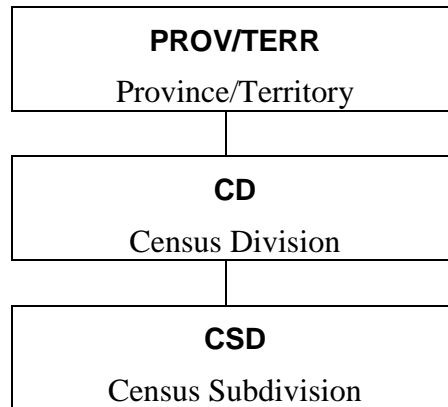 PROV/TERR
Province/Territory
CD
Census Division
CSD
Census Subdivision